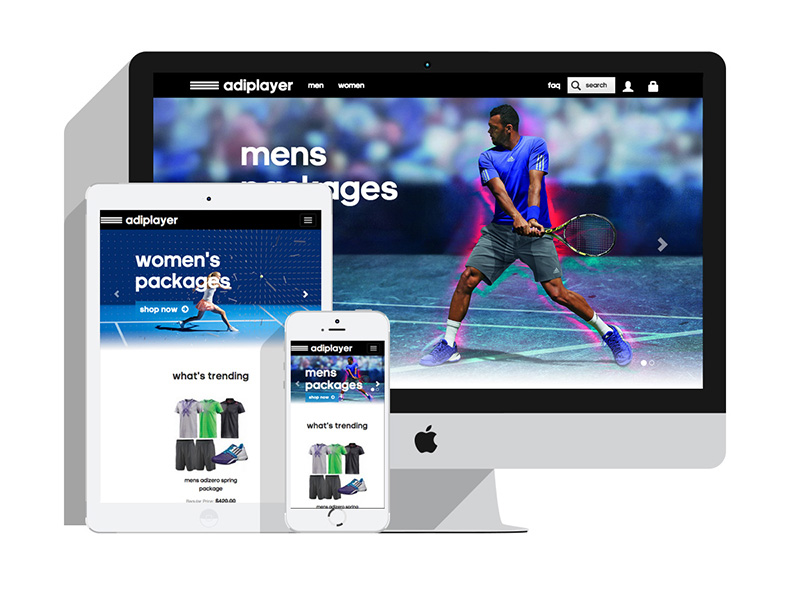 adiplayer men women faq search
mens
packages
adiplayer
women's
packages
shop now
what's trending
mens adizero spring
package
Regular Price: $420.00
adiplayer
mens
packages
shop now
what's trending
mens adizero spring